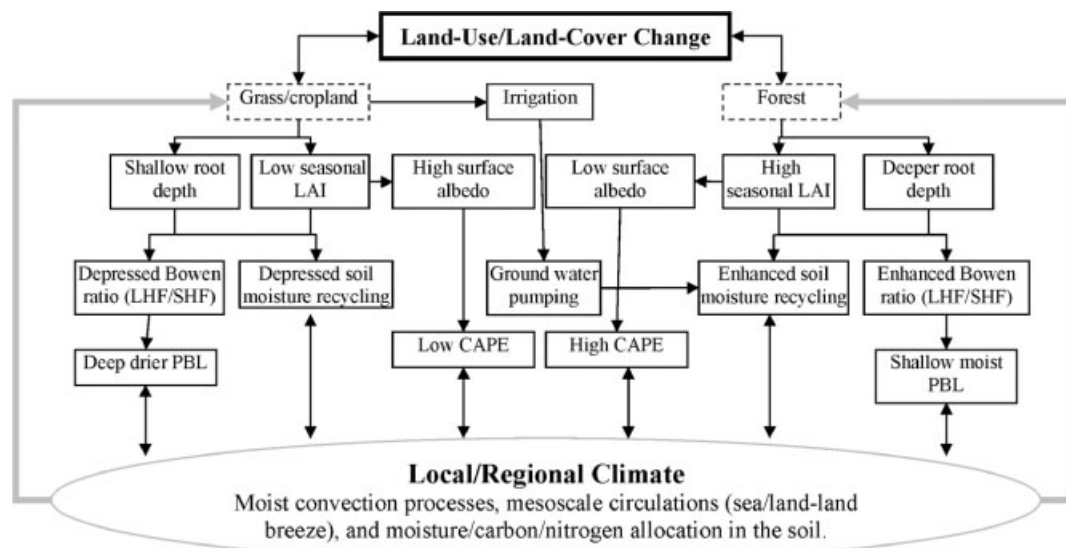 Land-Use/Land-Cover Change
Grass/cropland
Irrigation
Forest
Shallow root
depth
Low seasonal
LAI
High surface
albedo
Low surface
albedo
High
seasonal LAI
Deeper root
depth
Depressed Bowen
ratio (LHF/SHF)
Depressed soil
moisture recycling
Ground water
pumping
Enhanced soil
moisture recycling
Enhanced Bowen
ratio (LHF/SHF)
Deep drier PBL
Low CAPE
High CAPE
Shallow moist
PBL
Local/Regional Climate
Moist convection processes, mesoscale circulations (sea/land-land
breeze), and moisture/carbon/nitrogen allocation in the soil.